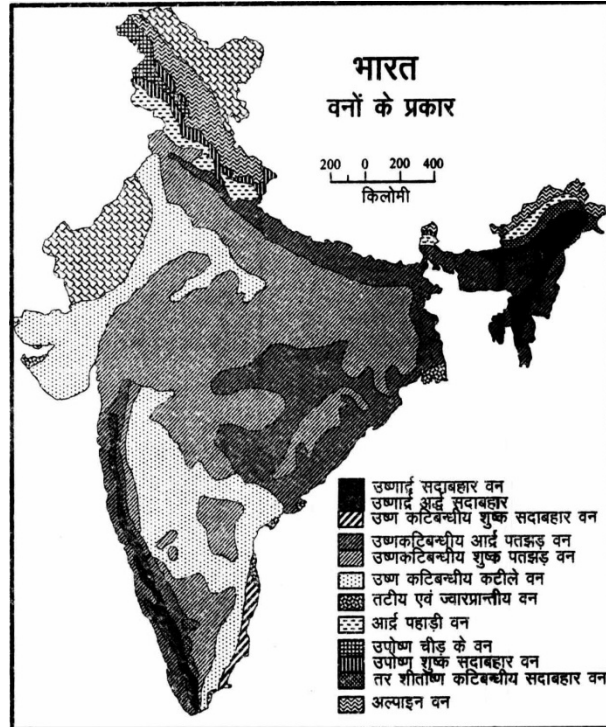 भारत
वनों के प्रकार
200 0 200 400
किलोमी
उष्णार्द्र सदाबहार वन
उष्णार्द्र अर्द्ध सदाबहार
उष्ण कटिबन्धीय शुष्क सदाबहार वन
उष्णकटिबन्धीय आर्द्र पतझड़ वन
उष्णकटिबन्धीय शुष्क पतझड़ वन
उष्ण कटिबन्धीय कटीले वन
तटीय एवं ज्वारप्रान्तीय वन
आर्द्र पहाड़ी वन
उपोष्ण चीड़ के वन
उपोष्ण शुष्क सदाबहार वन
तर शीतोष्ण कटिबन्धीय सदाबहार वन
अल्पाइन वन